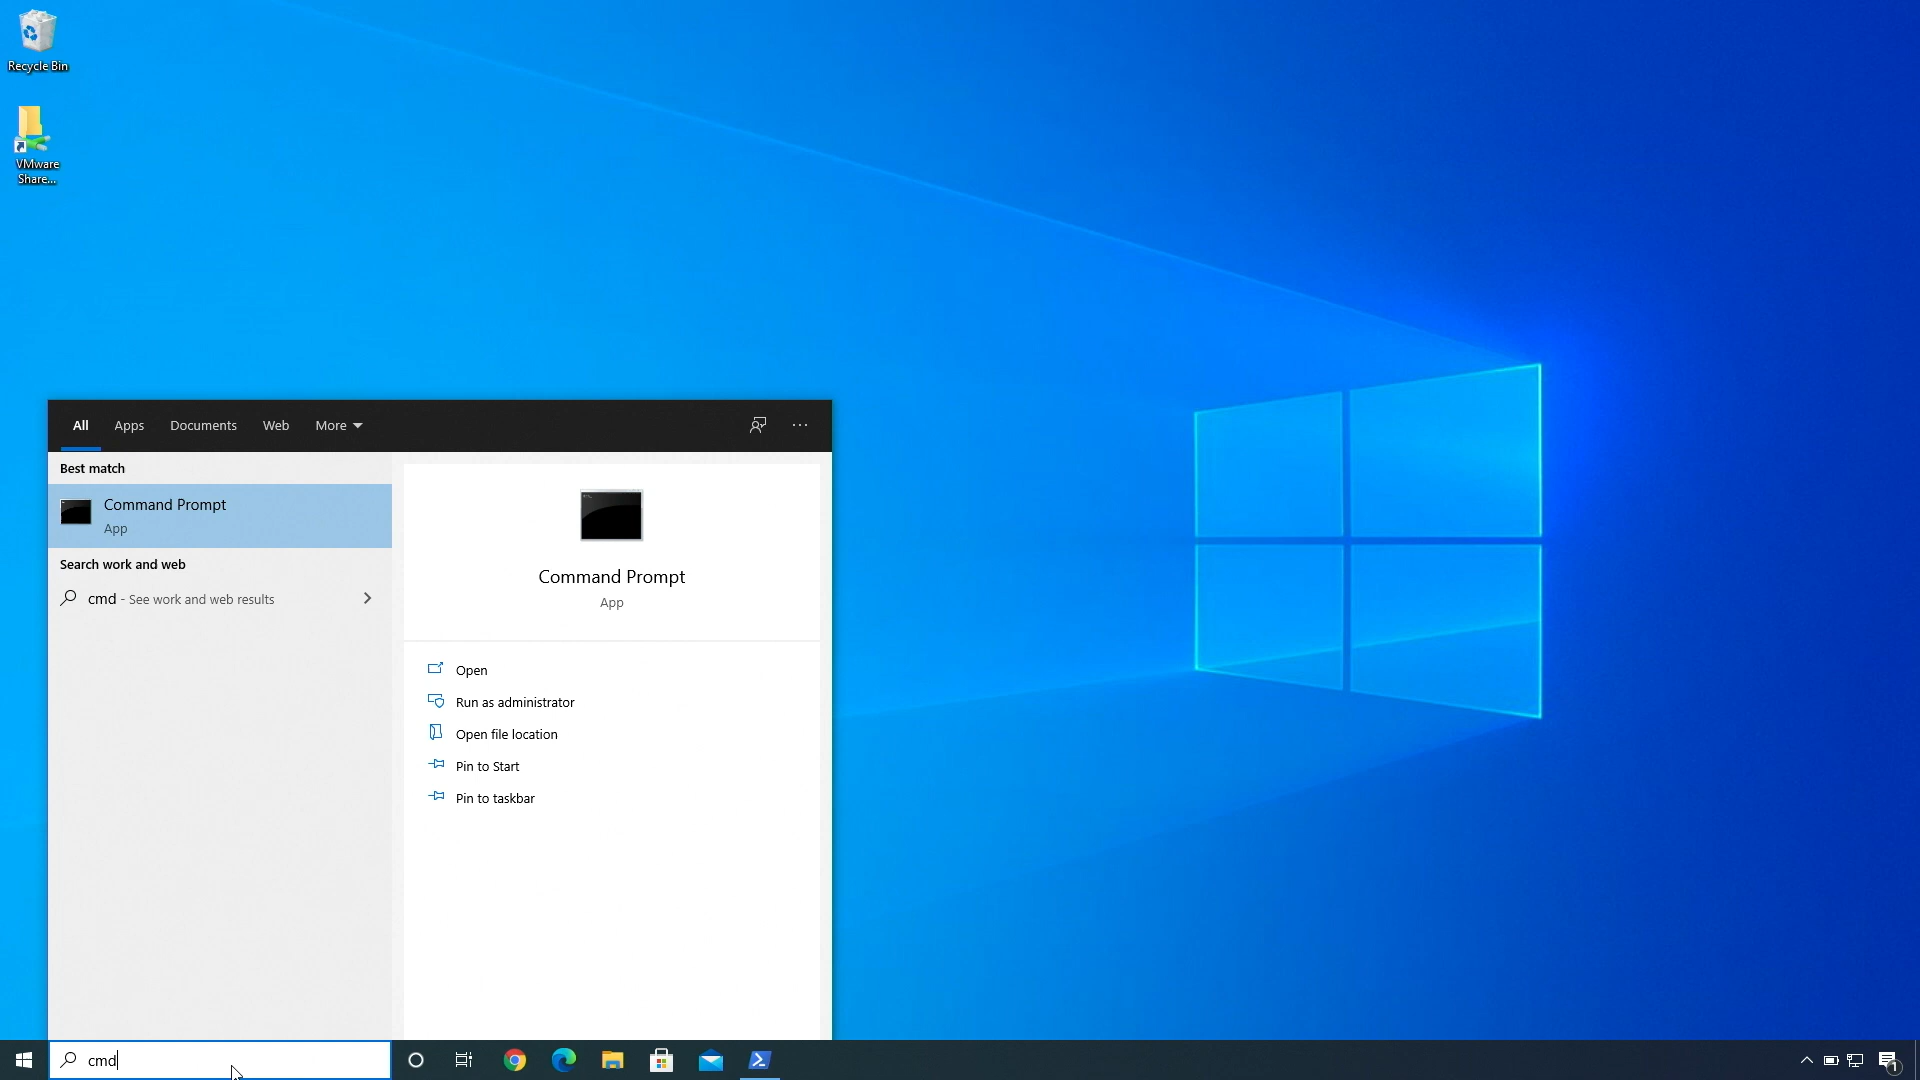 Recycle Bin
VMware
Share...
All Apps Documents Web More
Best match
Command Prompt
App
Search work and web
cmd - See work and web results
Command Prompt
App
Open
Run as administrator
Open file location
Pin to Start
Pin to taskbar
cmd
1